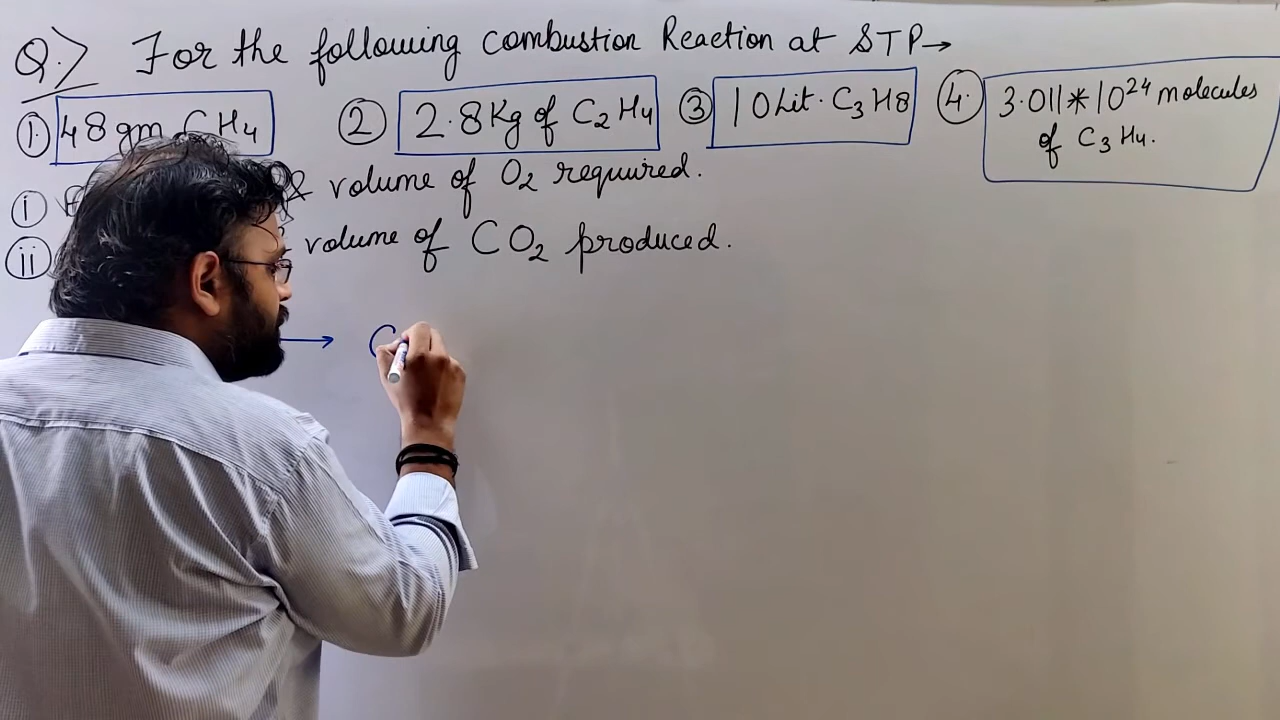 Q.> For the following Combustion Reaction at STP→
① 48 gm CH4 ② 2.8 Kg of C2H4 ③ 10 Lit. C3H8 ④ 3.011*10^24 molecules of C3H4.
i & volume of O2 required.
ii volume of CO2 produced.
→ C